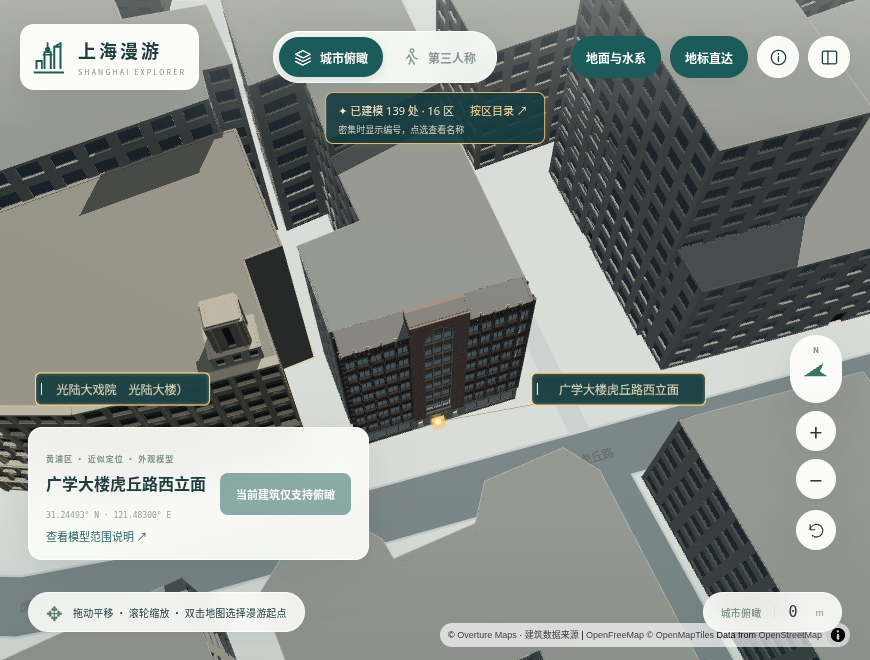 上海漫游
SHANGHAI EXPLORER
城市俯瞰
第三人称
地面与水系
地标直达
✦ 已建模 139 处 · 16 区 按区目录 ↗
密集时显示编号，点选查看名称
N
光陆大戏院 光陆大楼）
广学大楼虎丘路西立面
虎丘路
黄浦区 · 近似定位 · 外观模型
广学大楼虎丘路西立面
当前建筑仅支持俯瞰
31.24493° N · 121.48300° E
查看模型范围说明 ↗
拖动平移 · 滚轮缩放 · 双击地图选择漫游起点
城市俯瞰 0 m
© Overture Maps · 建筑数据来源 | OpenFreeMap © OpenMapTiles Data from OpenStreetMap